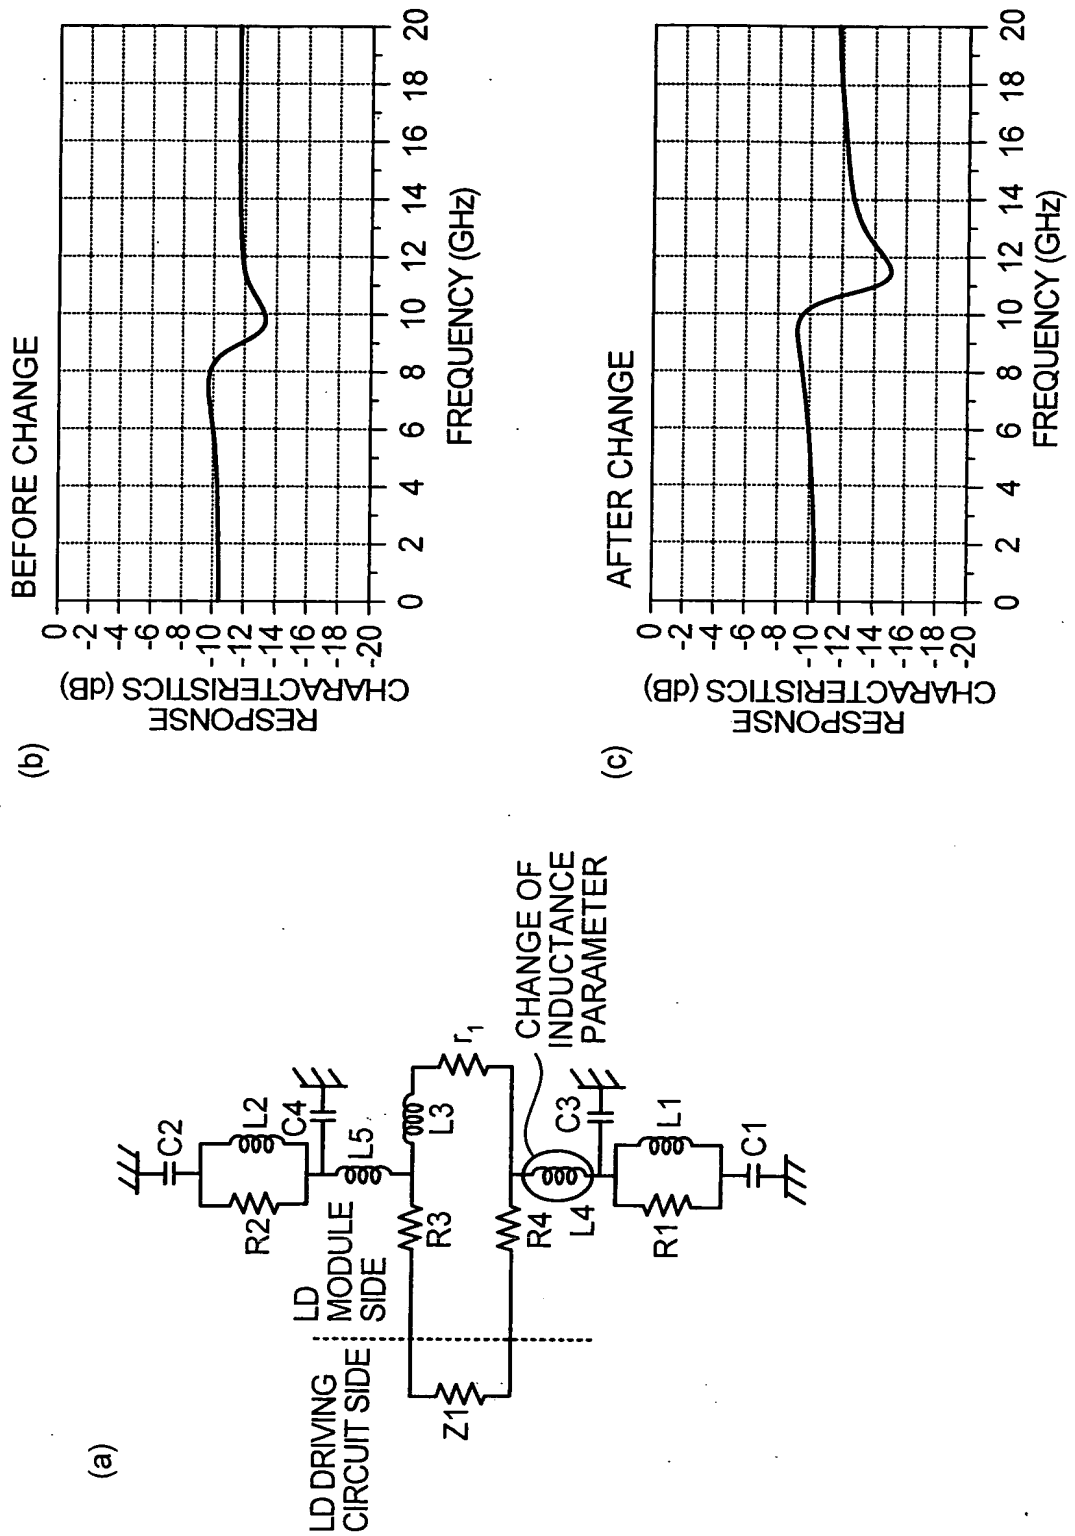 (a)
LD DRIVING
CIRCUIT SIDE
LD
MODULE
SIDE
Z1
R2
L2
C2
C4
L5
R3
L3
r1
R4
L4
C3
R1
L1
C1
CHANGE OF
INDUCTANCE
PARAMETER
(b)
BEFORE CHANGE
RESPONSE
CHARACTERISTICS (dB)
0
-2
-4
-6
-8
-10
-12
-14
-16
-18
-20
0 2 4 6 8 10 12 14 16 18 20
FREQUENCY (GHz)
(c)
AFTER CHANGE
RESPONSE
CHARACTERISTICS (dB)
0
-2
-4
-6
-8
-10
-12
-14
-16
-18
-20
0 2 4 6 8 10 12 14 16 18 20
FREQUENCY (GHz)